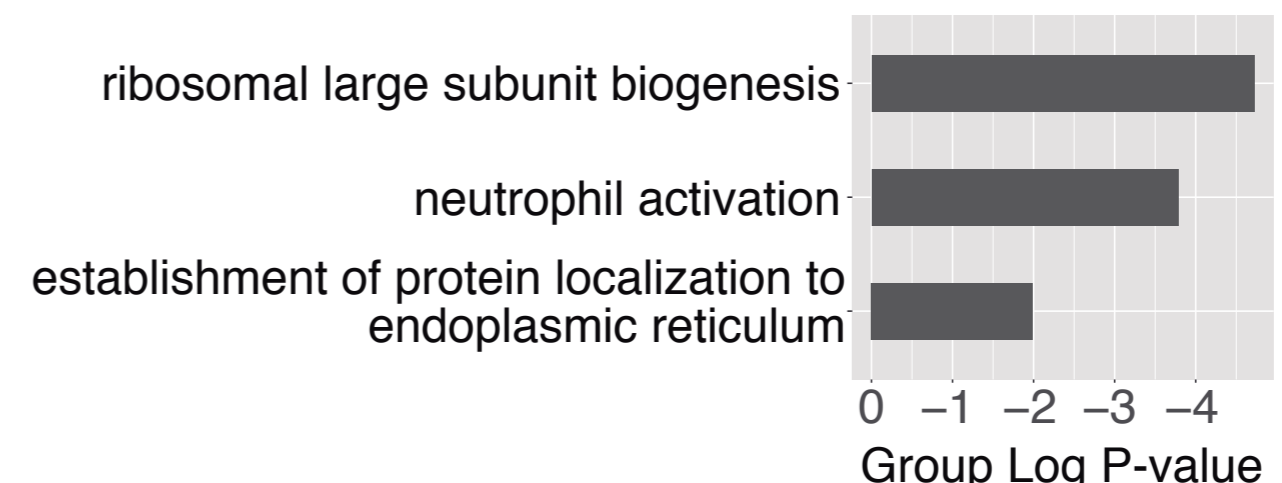 ribosomal large subunit biogenesis
neutrophil activation
establishment of protein localization to
endoplasmic reticulum
0 −1 −2 −3 −4
Group Log P-value